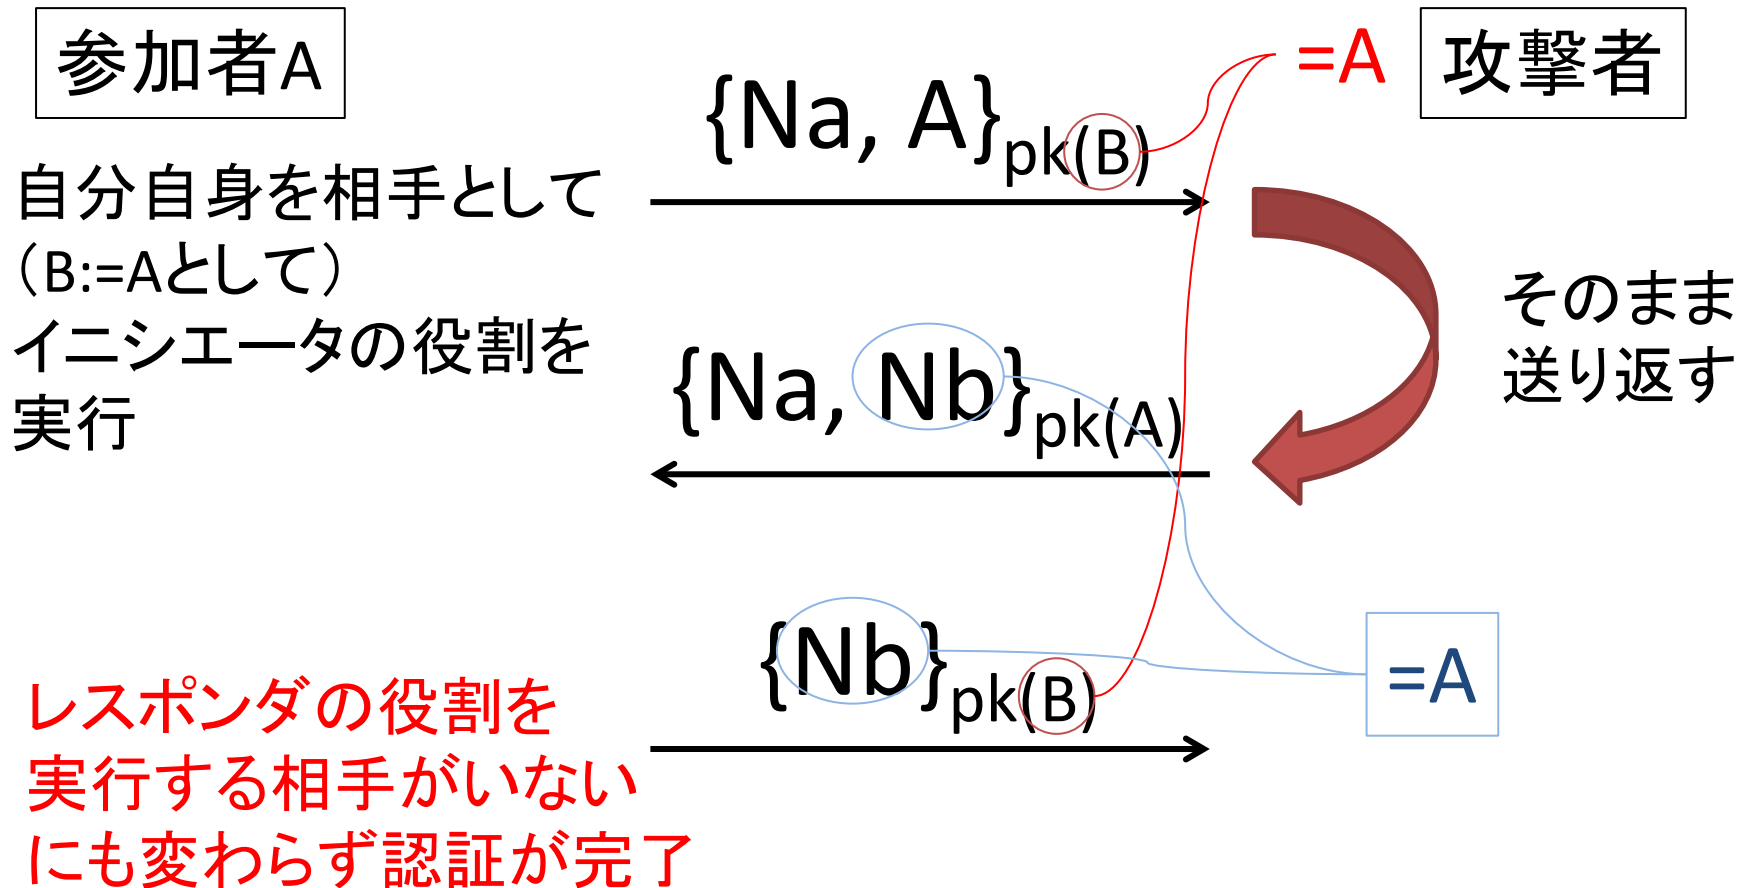 参加者A
攻撃者
=A
{Na, A}pk(B)
自分自身を相手として
（B:=Aとして）
イニシエータの役割を
実行
そのまま
送り返す
{Na, Nb}pk(A)
{Nb}pk(B)
=A
レスポンダの役割を
実行する相手がいない
にも変わらず認証が完了